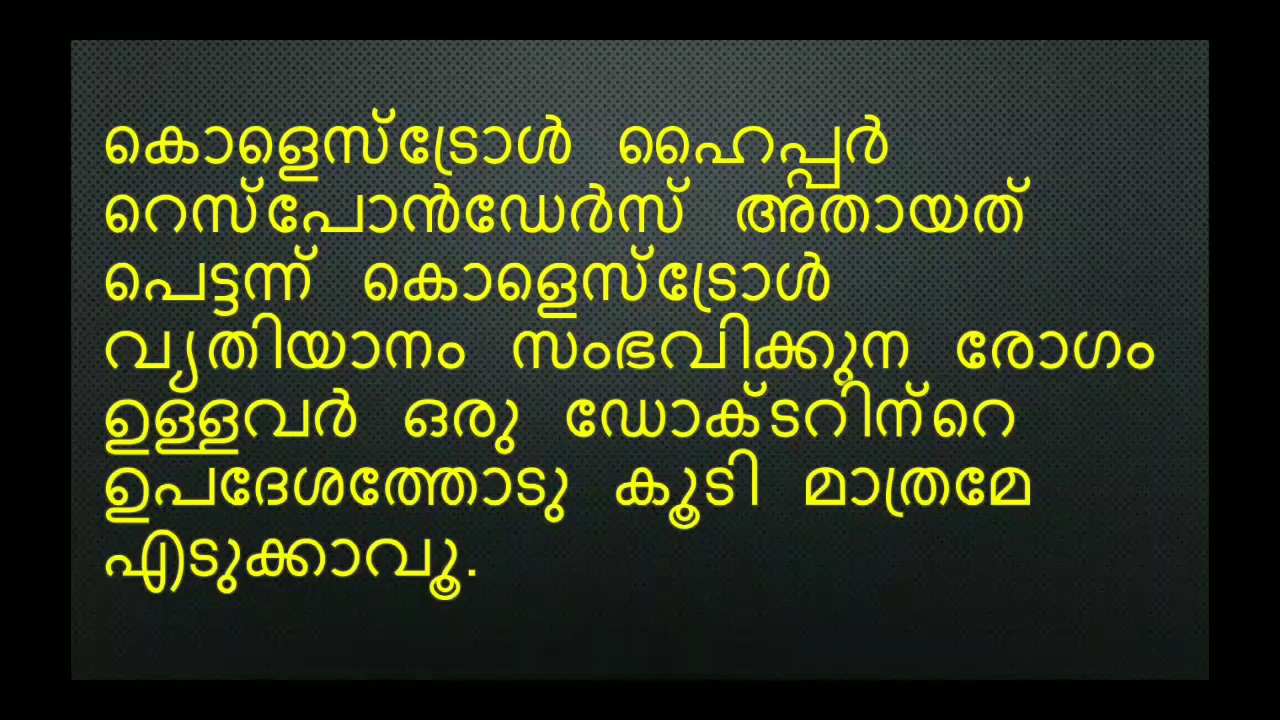 കൊളെസ്ട്രോൾ ഹൈപ്പർ
റെസ്പോൻഡേർസ് അതായത്
പെട്ടന്ന് കൊളെസ്ട്രോൾ
വ്യതിയാനം സംഭവിക്കുന രോഗം
ഉള്ളവർ ഒരു ഡോക്ടറിന്റെ
ഉപദേശത്തോടു കൂടി മാത്രമേ
എടുക്കാവൂ.